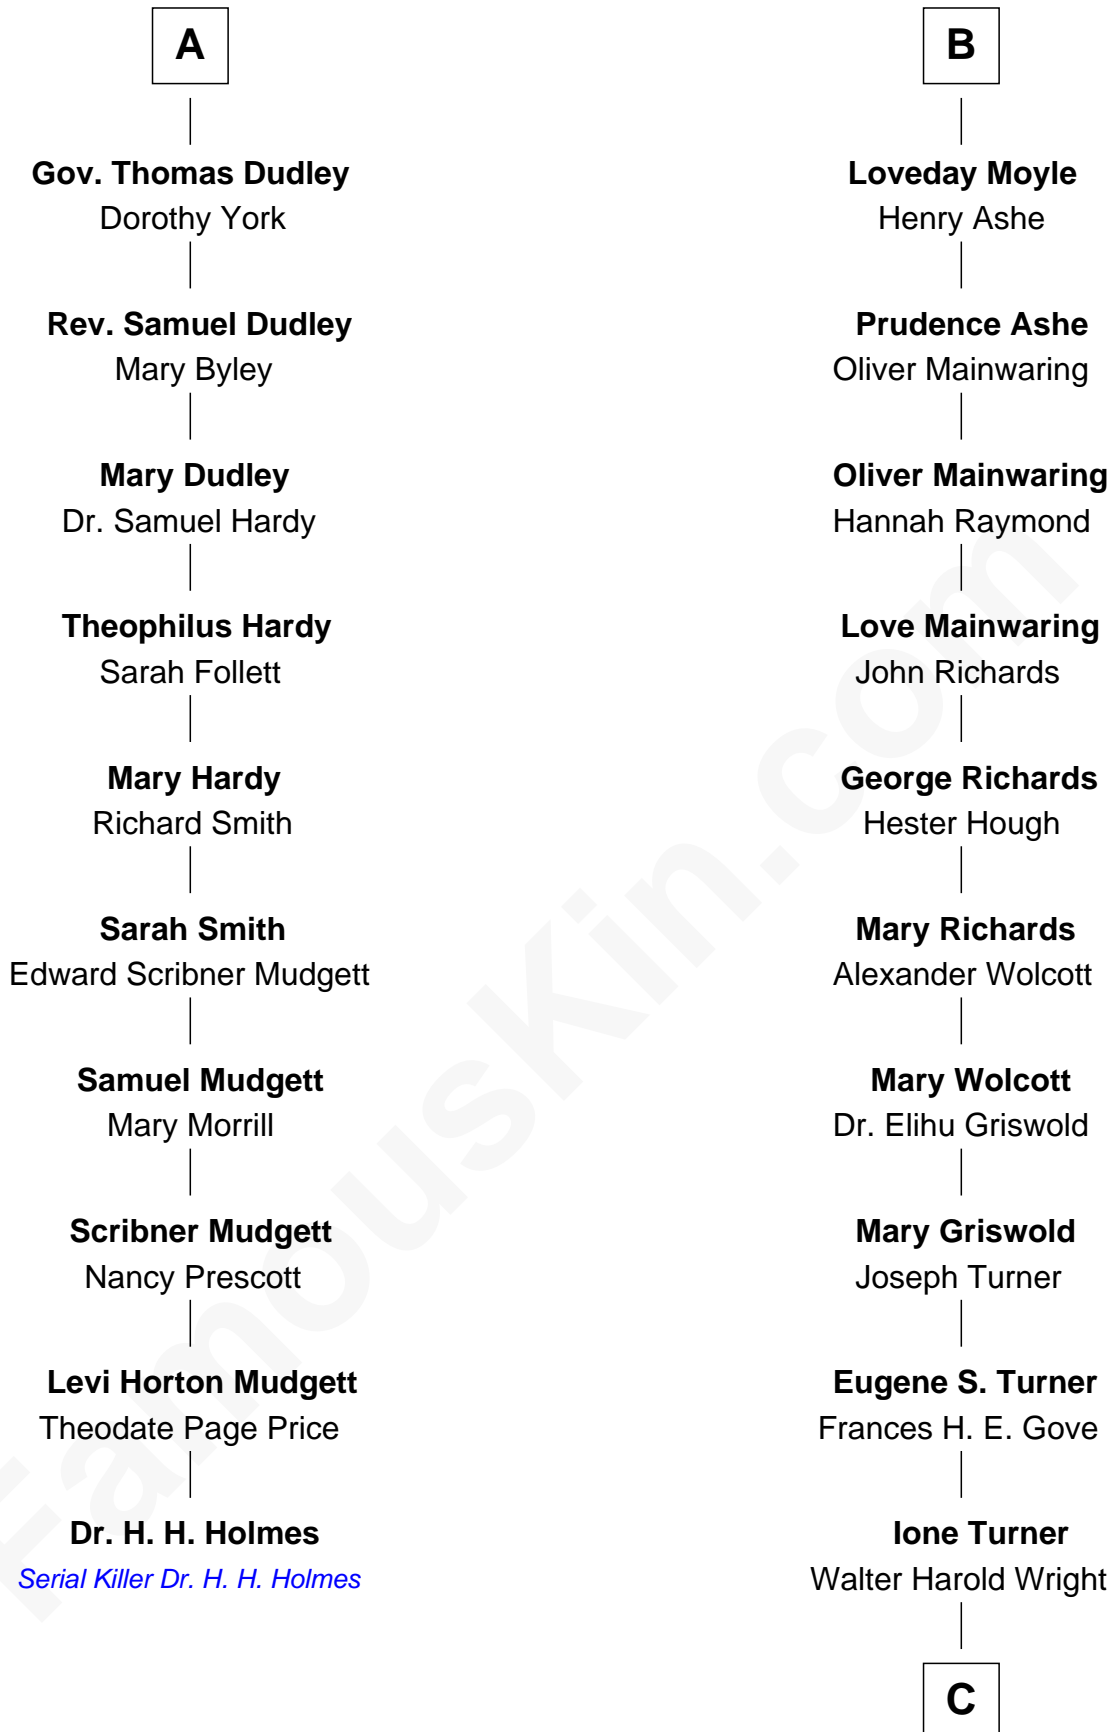 A
Gov. Thomas Dudley
Dorothy York
Rev. Samuel Dudley
Mary Byley
Mary Dudley
Dr. Samuel Hardy
Theophilus Hardy
Sarah Follett
Mary Hardy
Richard Smith
Sarah Smith
Edward Scribner Mudgett
Samuel Mudgett
Mary Morrill
Scribner Mudgett
Nancy Prescott
Levi Horton Mudgett
Theodate Page Price
Dr. H. H. Holmes
Serial Killer Dr. H. H. Holmes
B
Loveday Moyle
Henry Ashe
Prudence Ashe
Oliver Mainwaring
Oliver Mainwaring
Hannah Raymond
Love Mainwaring
John Richards
George Richards
Hester Hough
Mary Richards
Alexander Wolcott
Mary Wolcott
Dr. Elihu Griswold
Mary Griswold
Joseph Turner
Eugene S. Turner
Frances H. E. Gove
Ione Turner
Walter Harold Wright
C
FamousKin.com